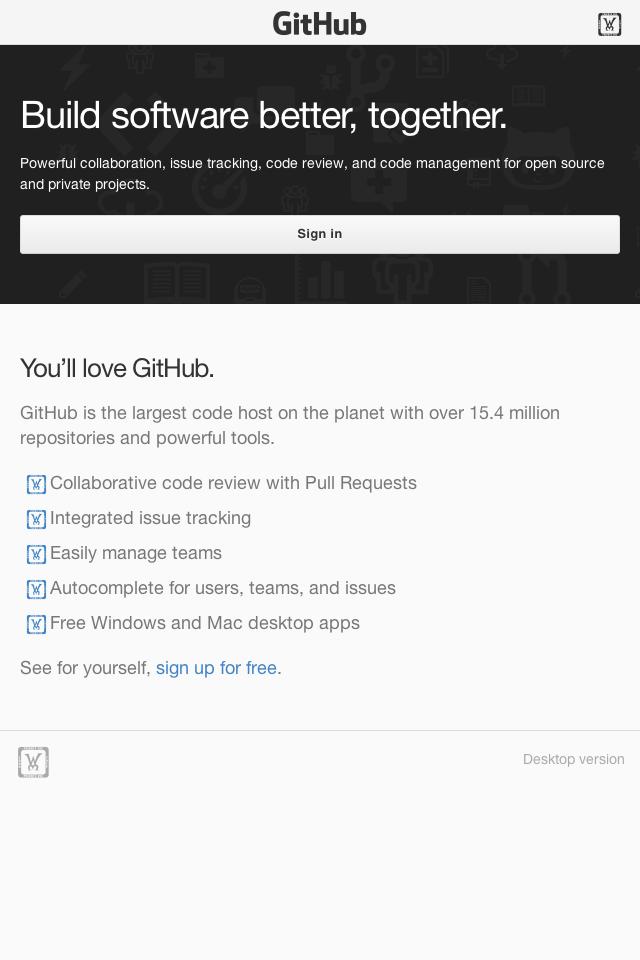 GitHub
Build software better, together.
Powerful collaboration, issue tracking, code review, and code management for open source
and private projects.
Sign in
You’ll love GitHub.
GitHub is the largest code host on the planet with over 15.4 million
repositories and powerful tools.
Collaborative code review with Pull Requests
Integrated issue tracking
Easily manage teams
Autocomplete for users, teams, and issues
Free Windows and Mac desktop apps
See for yourself, sign up for free.
Desktop version